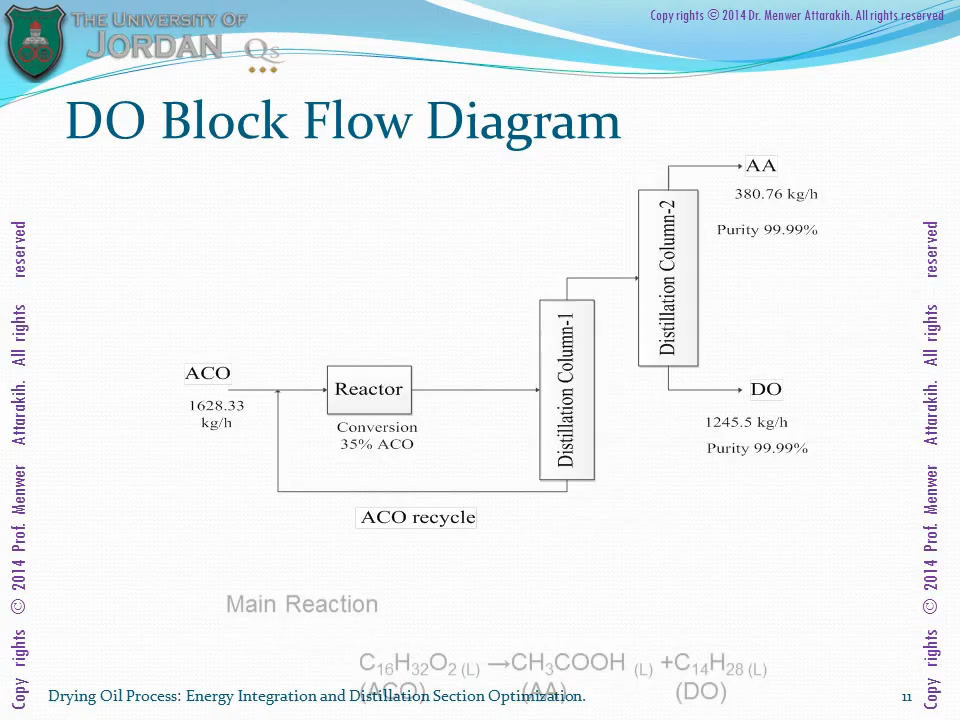 Copy rights © 2014 Dr. Menwer Attarakih. All rights reserved
THE UNIVERSITY OF
JORDAN
QS
DO Block Flow Diagram
AA
380.76 kg/h
Purity 99.99%
Distillation Column-2
Distillation Column-1
ACO
1628.33
kg/h
Reactor
Conversion
35% ACO
DO
1245.5 kg/h
Purity 99.99%
ACO recycle
Main Reaction
C16H32O2 (L) →CH3COOH (L) +C14H28 (L)
(ACO) (AA) (DO)
Drying Oil Process: Energy Integration and Distillation Section Optimization.
11
Copy rights © 2014 Prof. Menwer Attarakih. All rights reserved
Copy rights © 2014 Prof. Menwer Attarakih. All rights reserved